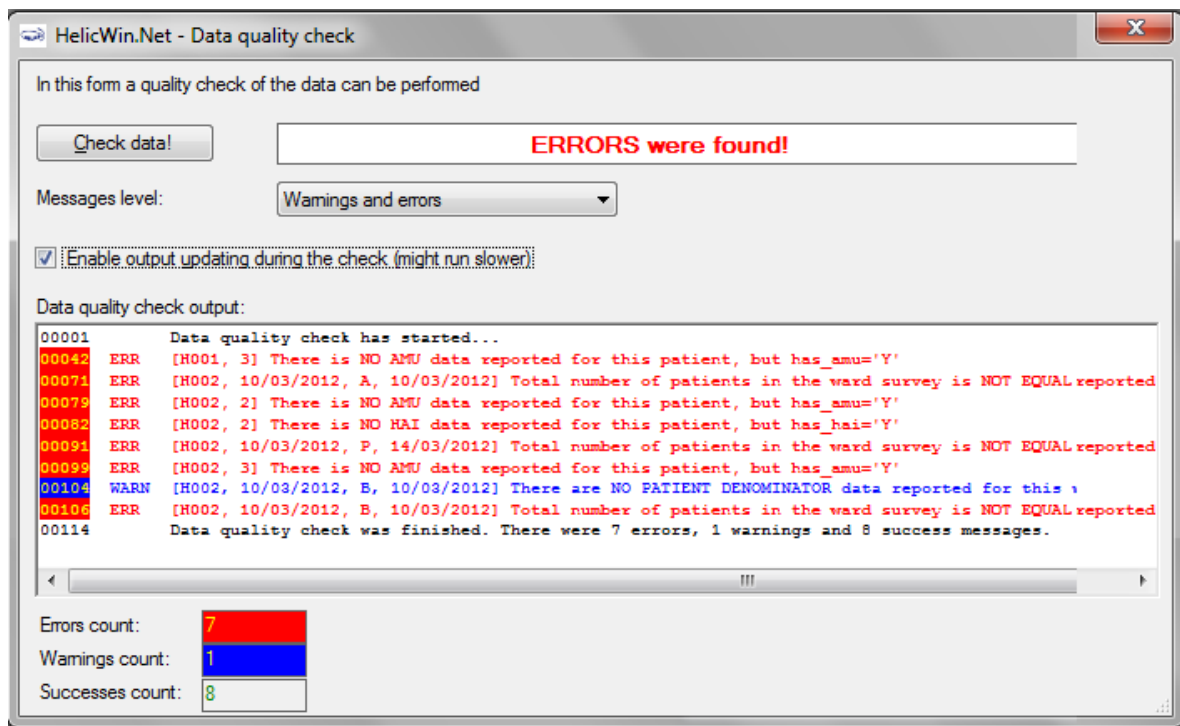 HelicWin.Net - Data quality check
In this form a quality check of the data can be performed
Check data!
ERRORS were found!
Messages level:
Warnings and errors
Enable output updating during the check (might run slower)
Data quality check output:
00001 Data quality check has started...
00042 ERR [H001, 3] There is NO AMU data reported for this patient, but has_amu='Y'
00071 ERR [H002, 10/03/2012, A, 10/03/2012] Total number of patients in the ward survey is NOT EQUAL reported
00079 ERR [H002, 2] There is NO AMU data reported for this patient, but has_amu='Y'
00082 ERR [H002, 2] There is NO HAI data reported for this patient, but has_hai='Y'
00091 ERR [H002, 10/03/2012, P, 14/03/2012] Total number of patients in the ward survey is NOT EQUAL reported
00099 ERR [H002, 3] There is NO AMU data reported for this patient, but has_amu='Y'
00104 WARN [H002, 10/03/2012, B, 10/03/2012] There are NO PATIENT DENOMINATOR data reported for this
00106 ERR [H002, 10/03/2012, B, 10/03/2012] Total number of patients in the ward survey is NOT EQUAL reported
00114 Data quality check was finished. There were 7 errors, 1 warnings and 8 success messages.
Errors count: 7
Warnings count: 1
Successes count: 8